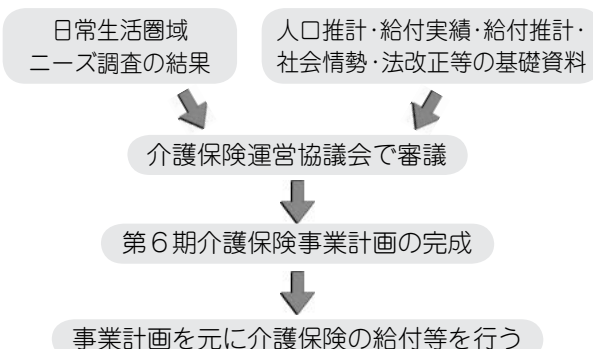 日常生活圏域
ニーズ調査の結果
人口推計・給付実績・給付推計・
社会情勢・法改正等の基礎資料
介護保険運営協議会で審議
第6期介護保険事業計画の完成
事業計画を元に介護保険の給付等を行う